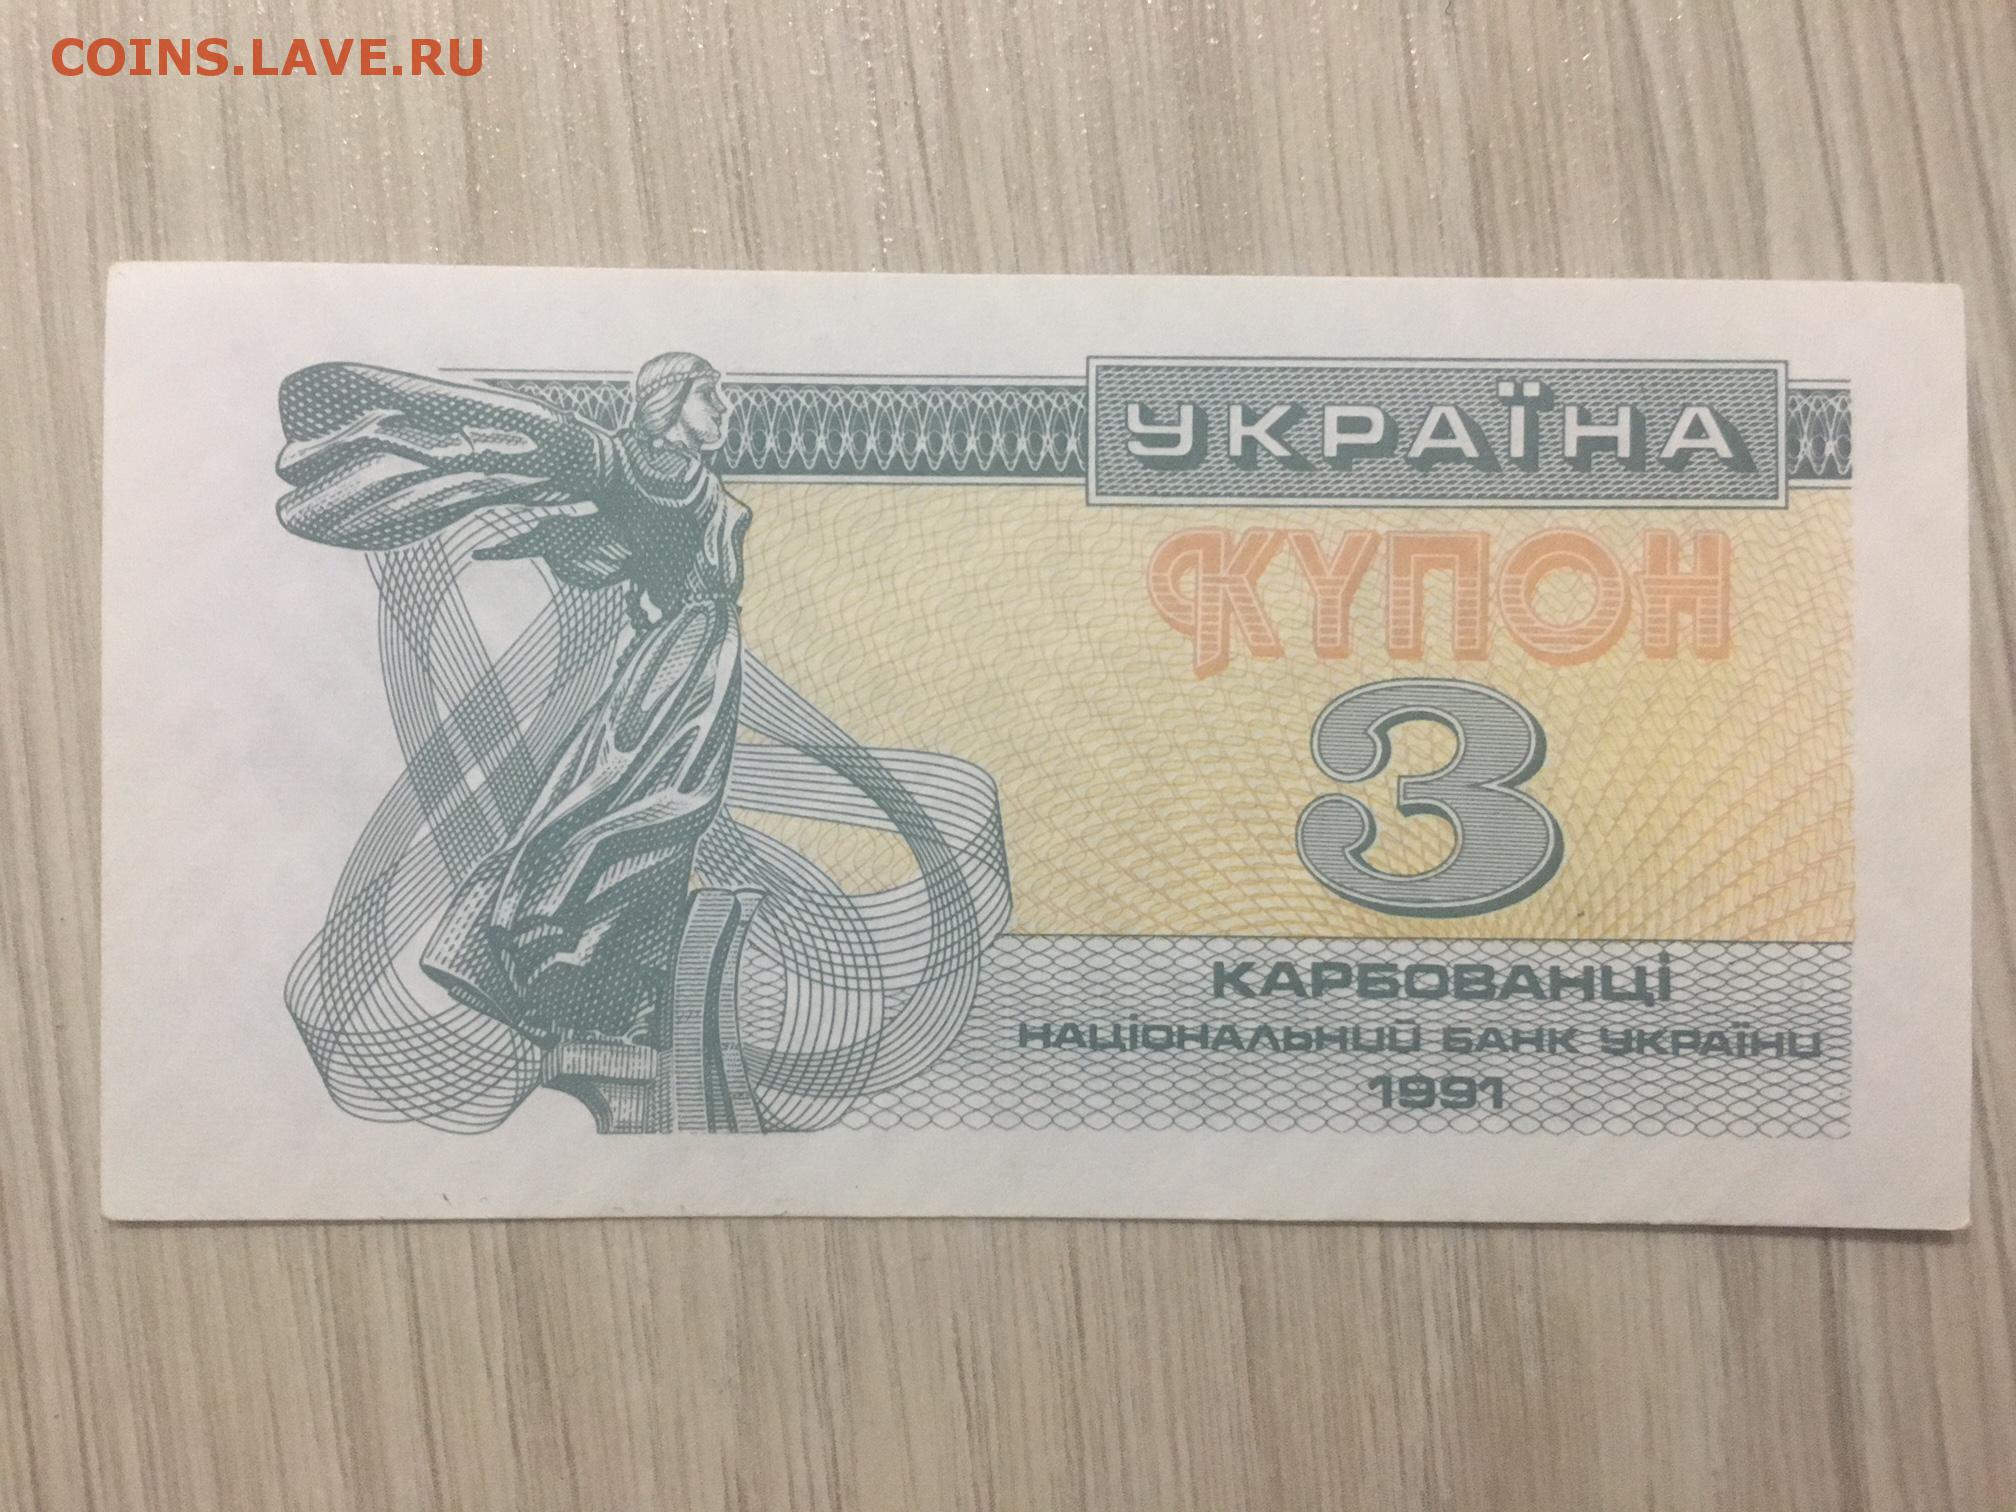 COINS.LAVE.RU
УКРАЇНА
КУПОН
3
КАРБОВАНЦІ
НАЦІОНАЛЬНИЙ БАНК УКРАЇНИ
1991